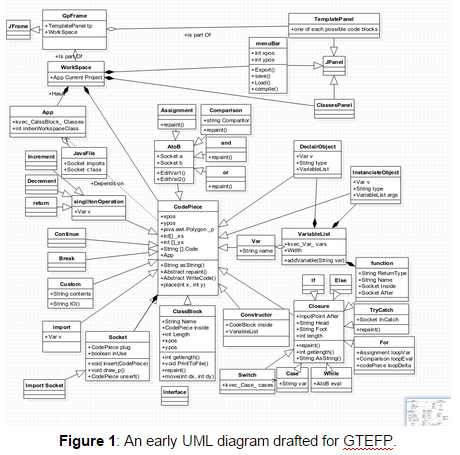 GpFrame
+TemplatePanel tp
+WorkSpace
JFrame
TemplatePanel
+one of each possible code blocks
+is part Of
+Is part Of
menuBar
+int xpos
+int ypos
+Export()
+save()
+Load()
+compile()
JPanel
WorkSpace
+App Current Project
ClassesPanel
+Has
App
+kvec_CalssBlock_ Classes
+int indexWorkspaceClass
Assignment
+repaint()
Comparison
+string Comparitor
+repaint()
JavaFile
+Socket imports
+Socket class
AtoB
+Socket a
+Socket b
+EditVar1()
+EditVar2()
and
+repaint()
or
+repaint()
DeclairObject
+Var v
+String type
+VariableList
Increment
Decrement
return
singiltonOperation
+Var v
+Depends on
InstanciateObject
+Var v
+String type
+VariableList args
CodePiece
+xpos
+ypos
+java.awt.Polygon _p
+int[] _xs
+int [] _ys
+String [] Code
+App
+String asString()
+Abstract repaint()
+Abstract WriteCode()
+place(int x, int y)
Continue
Break
Var
+String name
VariableList
+kvec_Var_ vars
+Width
+addVariable(String var)
function
+String ReturnType
+String Name
+Socket Inside
+Socket After
Custom
+String contents
+String IO()
If
Else
Closure
+InputPoint After
+String Head
+String Foot
+int length
+repaint()
+int getlength()
+String AsString()
TryCatch
+Socket InCatch
+repaint()
import
+Var v
Socket
+CodePiece plug
+boolean inUse
+void insert(CodePiece)
+void draw_p()
+CodePiece unsert()
ClassBlock
+String Name
+CodePiece inside
+int Length
+xpos
+ypos
+int getlength()
+void PrintToFile()
+repaint()
+move(int dx, int dy)
Constructor
+CodeBlock inside
+VariableList
For
+Assignment loopVar
+Comparison loopEval
+codePiece loopDelta
Import Socket
Interface
Switch
+kvec_Case_ cases
Case
+String var
While
+AtoB eval
Figure 1: An early UML diagram drafted for GTEFP.